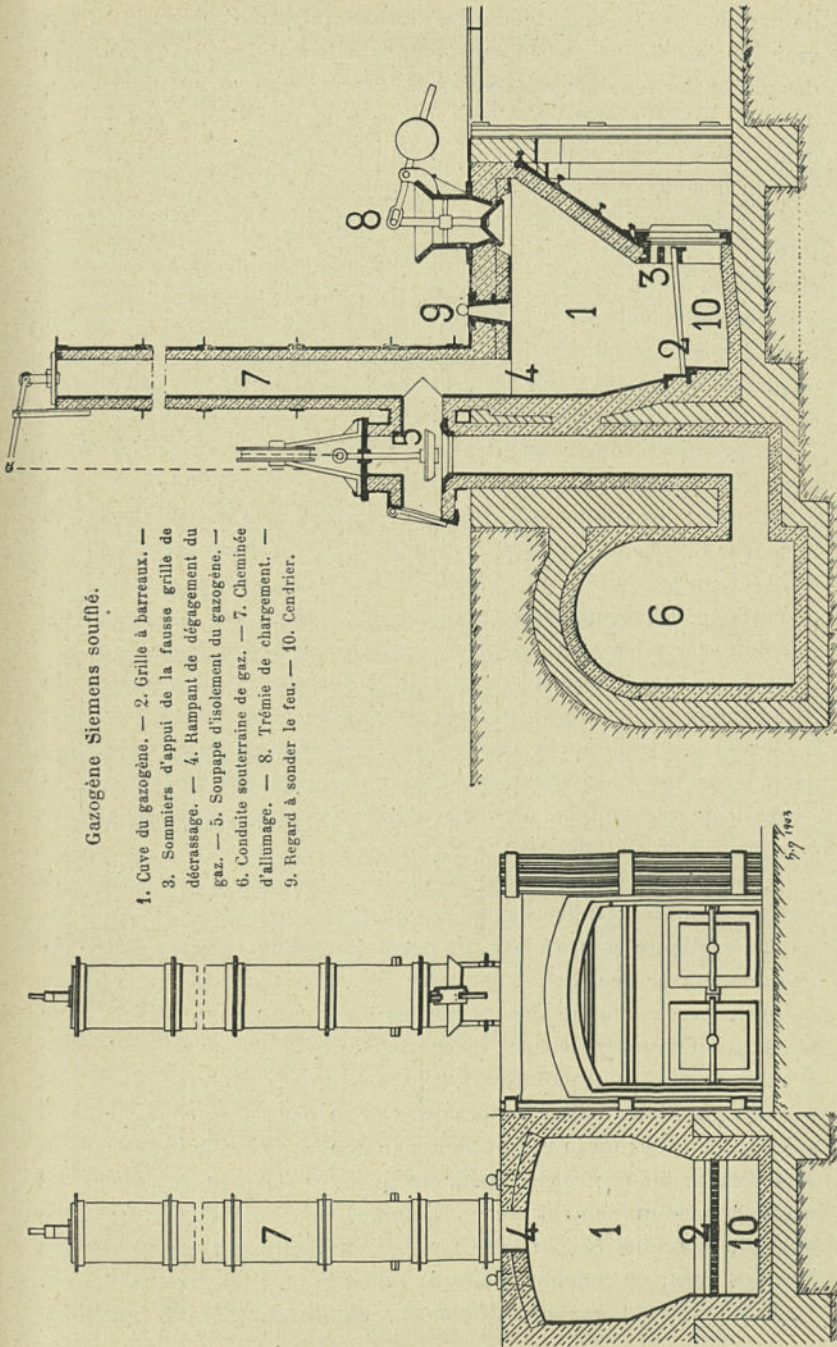 Gazogène Siemens soufflé.
1. Cuve du gazogène. — 2. Grille à barreaux. —
3. Sommiers d'appui de la fausse grille de
décrassage. — 4. Rampant de dégagement du
gaz. — 5. Soupape d'isolement du gazogène. —
6. Conduite souterraine de gaz. — 7. Cheminée
d'allumage. — 8. Trémie de chargement. —
9. Regard à sonder le feu. — 10. Cendrier.
7
4
1
2
10
1903
7
8
9
5
4
1
3
2
10
6